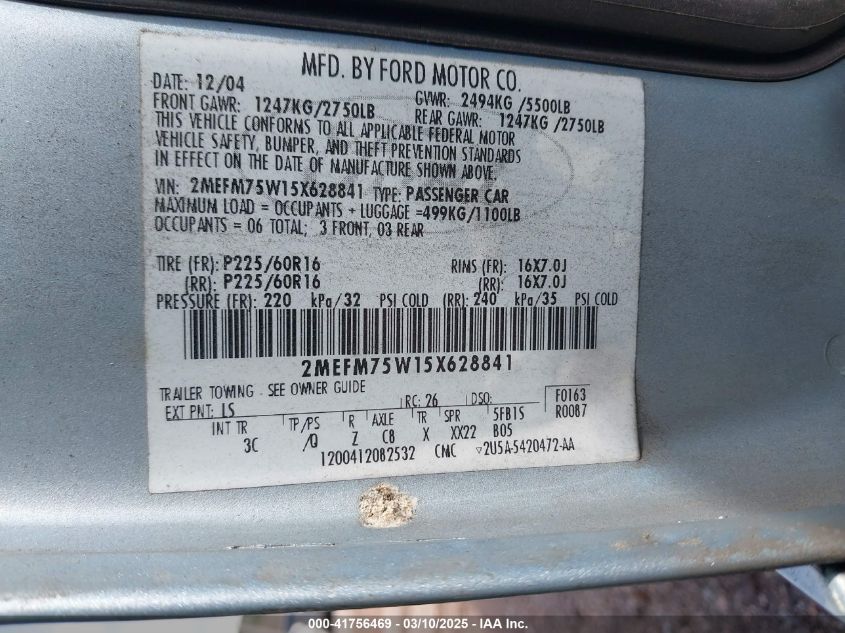 MFD. BY FORD MOTOR CO.
DATE: 12/04
GVWR: 2494KG /5500LB
FRONT GAWR: 1247KG/2750LB REAR GAWR: 1247KG /2750LB
THIS VEHICLE CONFORMS TO ALL APPLICABLE FEDERAL MOTOR
VEHICLE SAFETY, BUMPER, AND THEFT PREVENTION STANDARDS
IN EFFECT ON THE DATE OF MANUFACTURE SHOWN ABOVE.
VIN: 2MEFM75W15X628841 TYPE: PASSENGER CAR
MAXIMUM LOAD = OCCUPANTS + LUGGAGE =499KG/1100LB
OCCUPANTS = 06 TOTAL; 3 FRONT, 03 REAR
TIRE (FR): P225/60R16 RIMS (FR): 16X7.0J
(RR): P225/60R16 (RR): 16X7.0J
PRESSURE (FR): 220 kPa/32 PSI COLD (RR): 240 kPa/35 PSI COLD
2MEFM75W15X628841
TRAILER TOWING - SEE OWNER GUIDE
EXT PNT: LS RC: 26 DSO: F0163
R0087
INT TR TP/PS R AXLE TR SPR 5FB1S
3C /Q Z C8 X XX22 B05
1200412082532 CMC ▽2U5A-5420472-AA
2-41756469 - 03/10/2025 - IAA Inc.